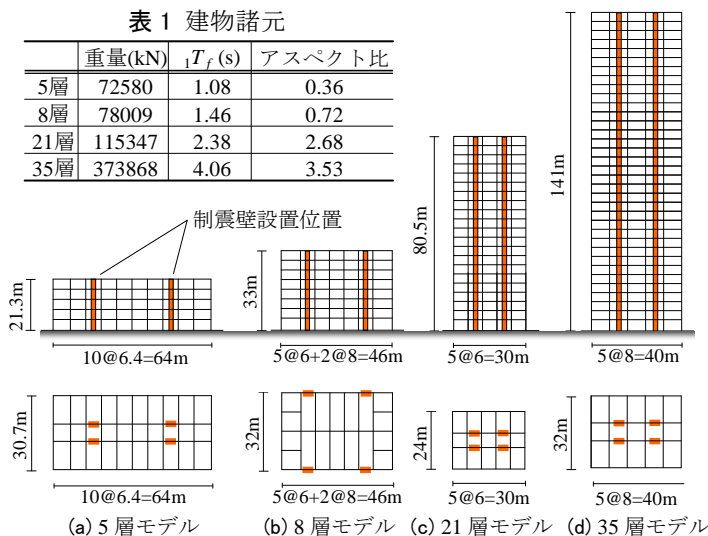 表 1 建物諸元
重量(kN) ₁T_f (s) アスペクト比
5層 72580 1.08 0.36
8層 78009 1.46 0.72
21層 115347 2.38 2.68
35層 373868 4.06 3.53
制震壁設置位置
21.3m
33m
80.5m
141m
10@6.4=64m
5@6+2@8=46m
5@6=30m
5@8=40m
30.7m
32m
24m
32m
10@6.4=64m
5@6+2@8=46m
5@6=30m
5@8=40m
(a) 5 層モデル
(b) 8 層モデル
(c) 21 層モデル
(d) 35 層モデル